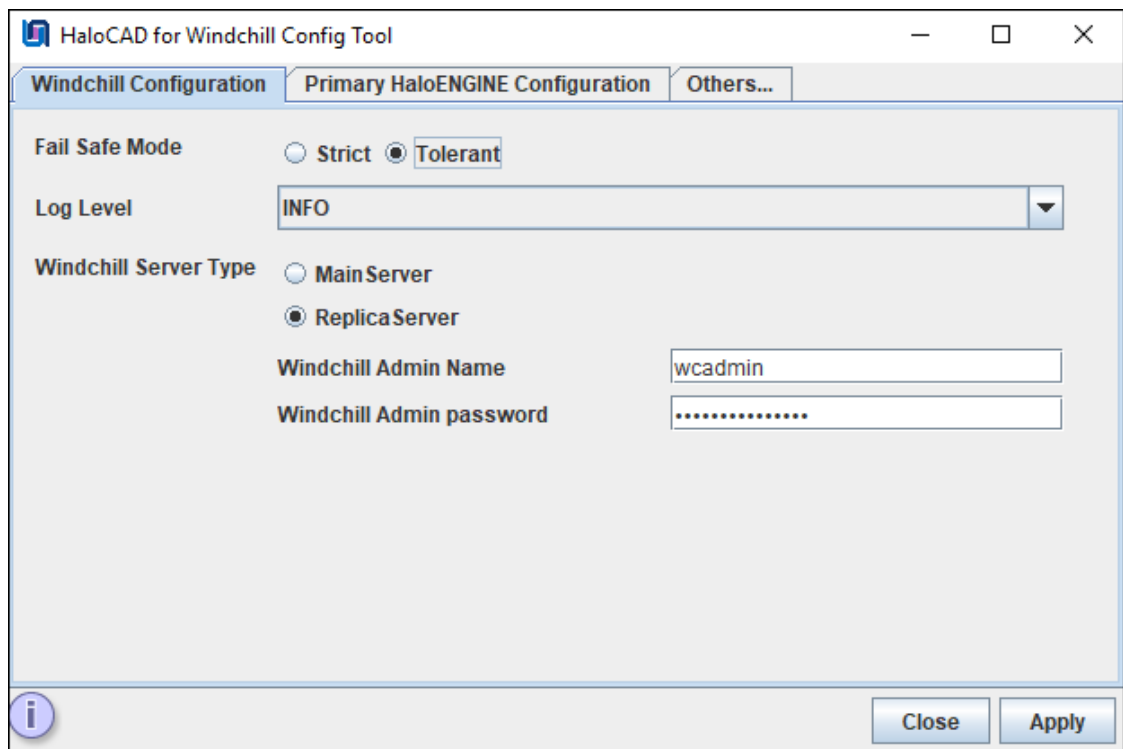 HaloCAD for Windchill Config Tool
Windchill Configuration Primary HaloENGINE Configuration Others...
Fail Safe Mode Strict Tolerant
Log Level INFO
Windchill Server Type MainServer
ReplicaServer
Windchill Admin Name wcadmin
Windchill Admin password •••••••••••••••
i Close Apply